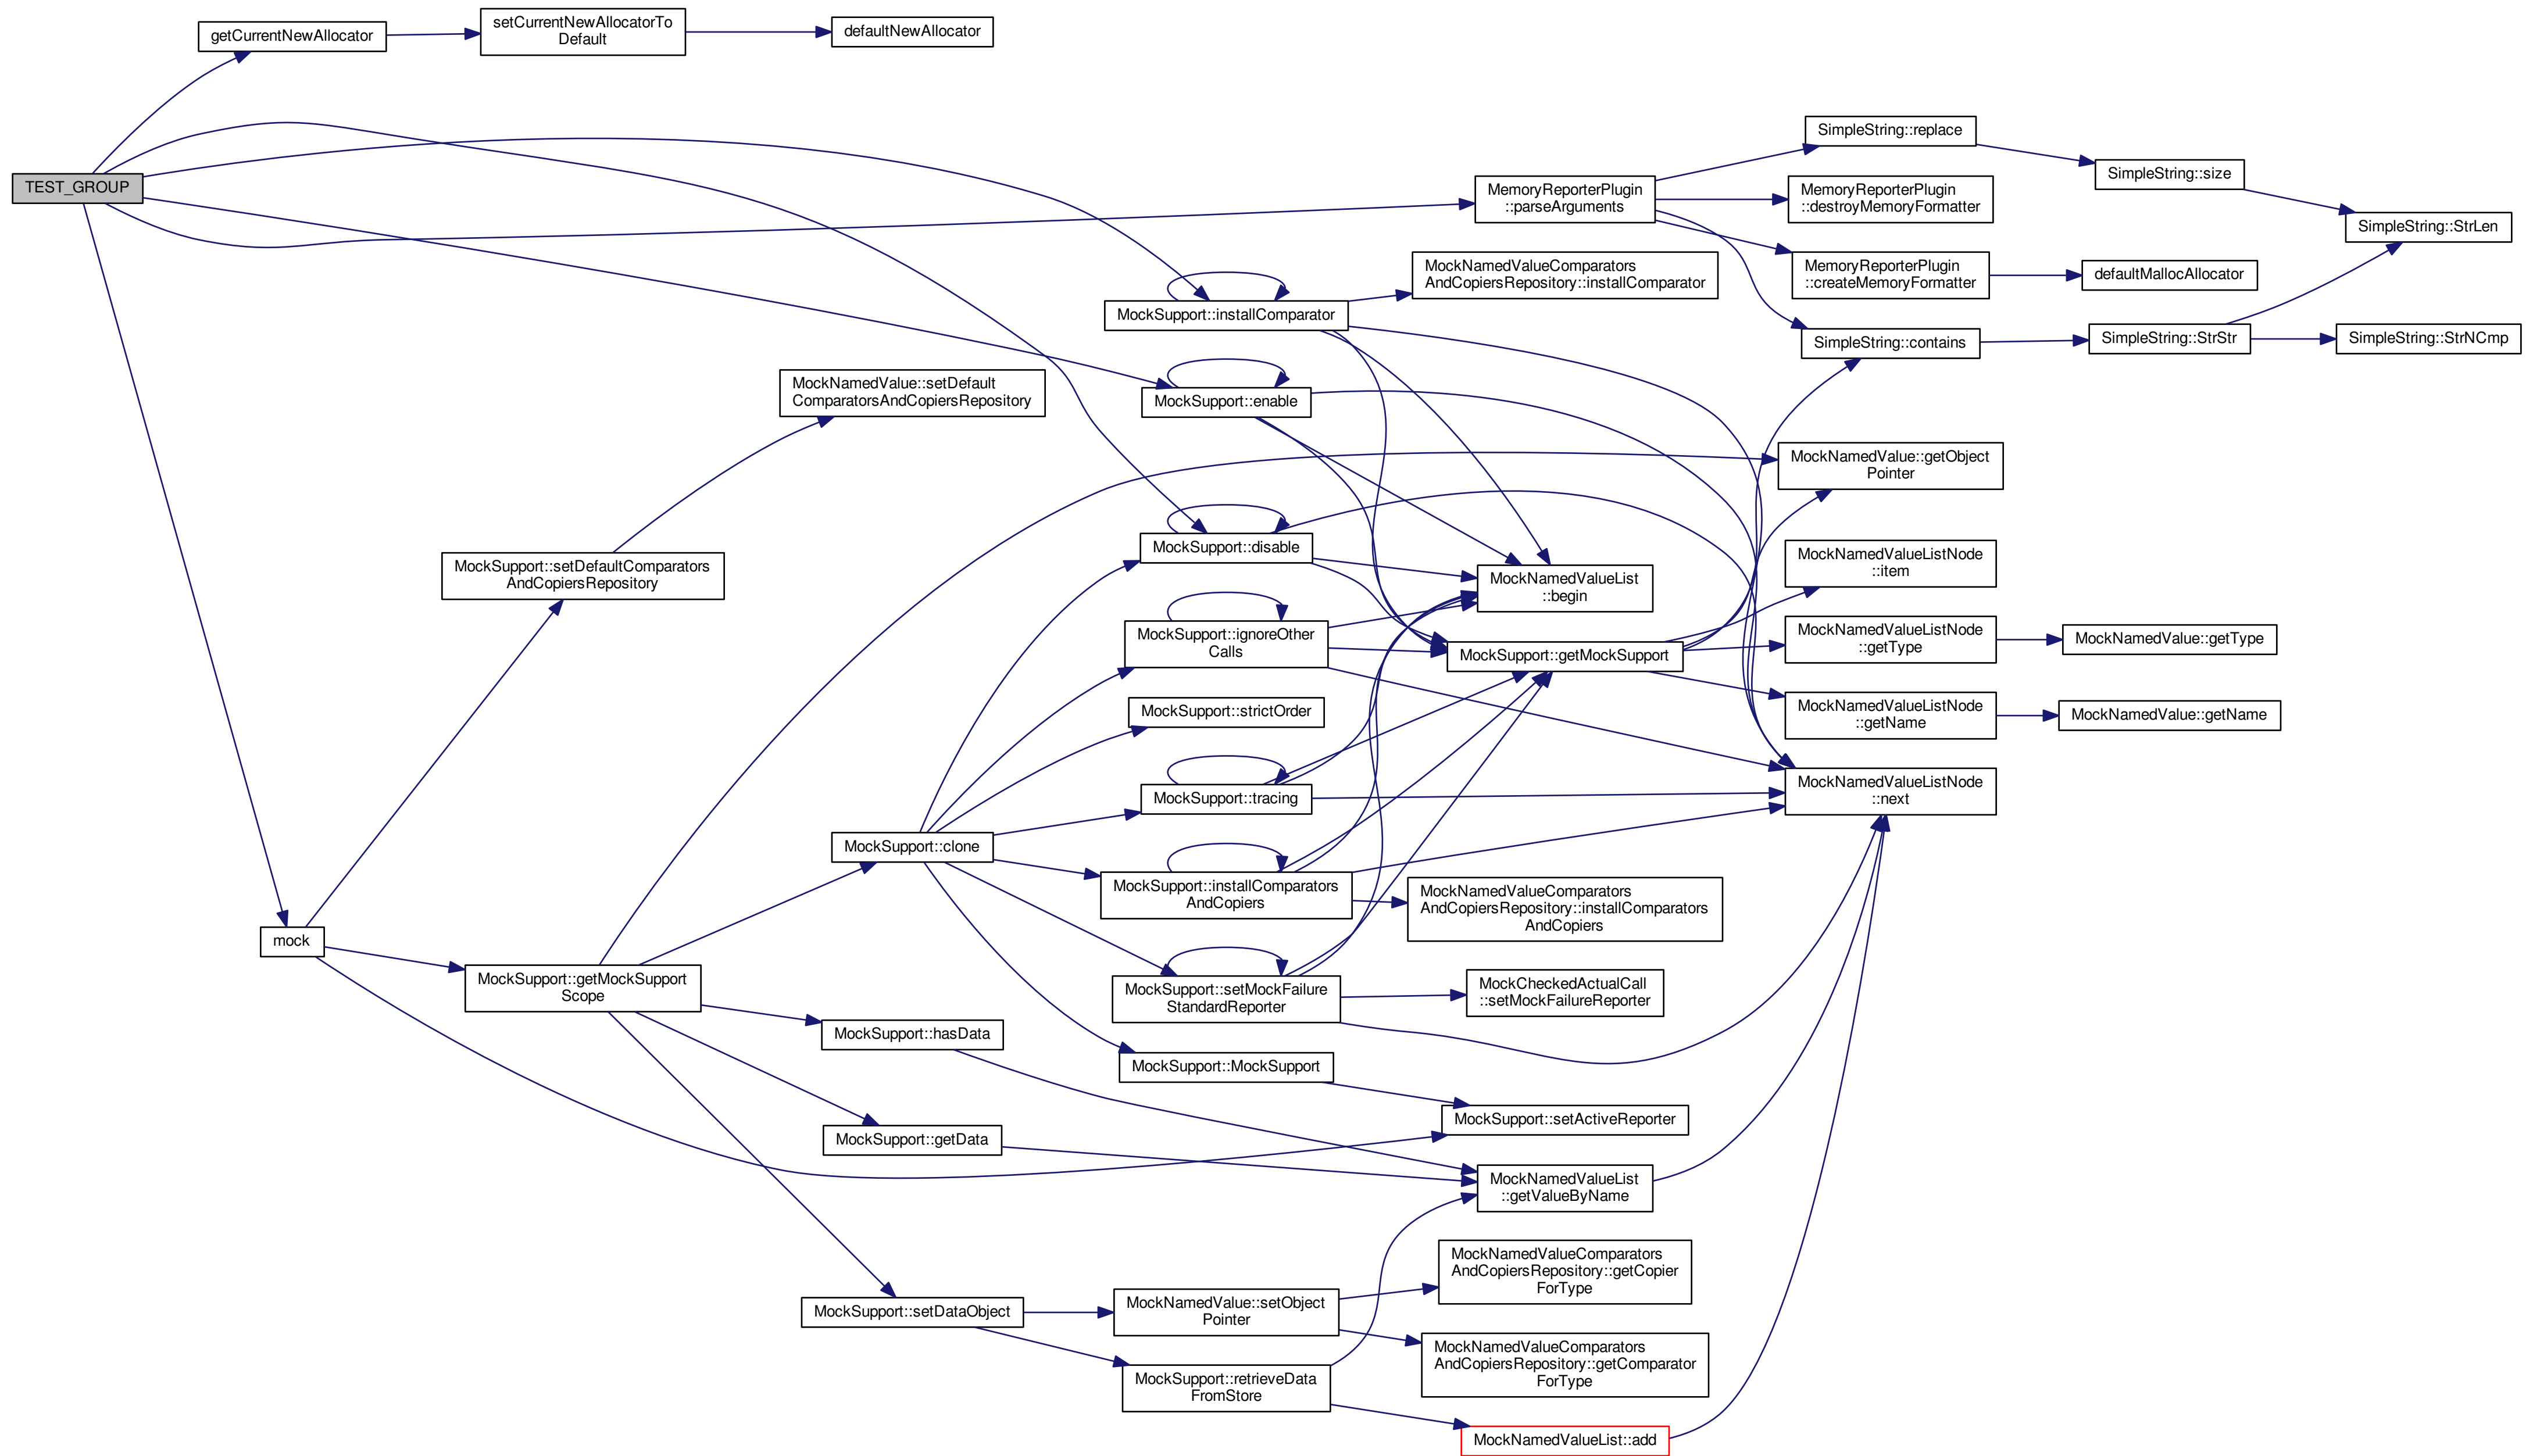 TEST_GROUP
getCurrentNewAllocator
setCurrentNewAllocatorTo
Default
defaultNewAllocator
mock
MockSupport::setDefaultComparators
AndCopiersRepository
MockNamedValue::setDefault
ComparatorsAndCopiersRepository
MockSupport::getMockSupport
Scope
MockSupport::clone
MockSupport::hasData
MockSupport::getData
MockSupport::setDataObject
MockSupport::installComparator
MockSupport::enable
MockSupport::disable
MockSupport::ignoreOther
Calls
MockSupport::strictOrder
MockSupport::tracing
MockSupport::installComparators
AndCopiers
MockSupport::setMockFailure
StandardReporter
MockSupport::MockSupport
MockNamedValue::setObject
Pointer
MockSupport::retrieveData
FromStore
MemoryReporterPlugin
::parseArguments
MockNamedValueComparators
AndCopiersRepository::installComparator
MockNamedValueList
::begin
MockSupport::getMockSupport
MockNamedValueComparators
AndCopiersRepository::installComparators
AndCopiers
MockCheckedActualCall
::setMockFailureReporter
MockSupport::setActiveReporter
MockNamedValueList
::getValueByName
MockNamedValueComparators
AndCopiersRepository::getCopier
ForType
MockNamedValueComparators
AndCopiersRepository::getComparator
ForType
MockNamedValueList::add
SimpleString::replace
MemoryReporterPlugin
::destroyMemoryFormatter
MemoryReporterPlugin
::createMemoryFormatter
SimpleString::contains
MockNamedValue::getObject
Pointer
MockNamedValueListNode
::item
MockNamedValueListNode
::getType
MockNamedValueListNode
::getName
MockNamedValueListNode
::next
SimpleString::size
defaultMallocAllocator
SimpleString::StrStr
MockNamedValue::getType
MockNamedValue::getName
SimpleString::StrLen
SimpleString::StrNCmp